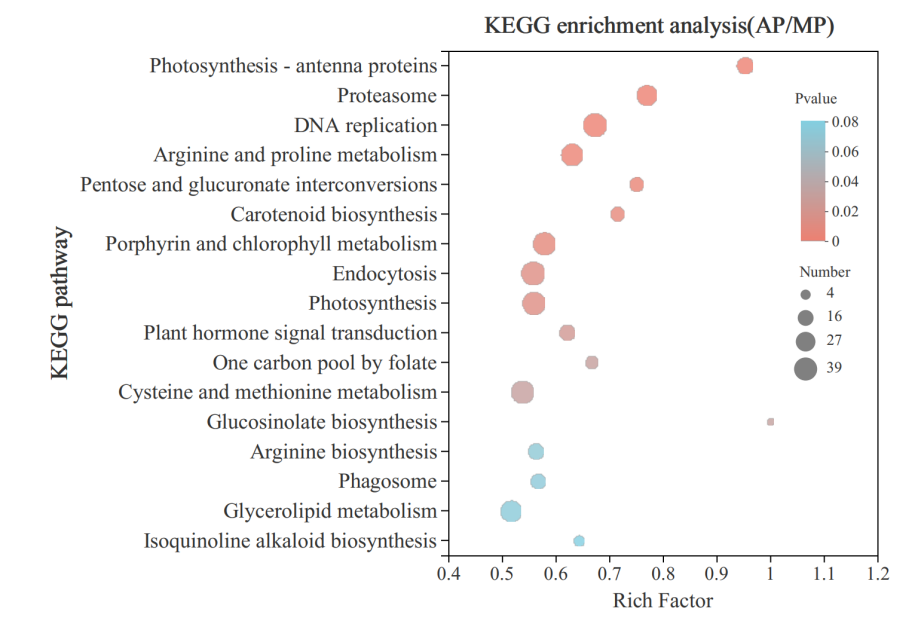 KEGG enrichment analysis(AP/MP)
Photosynthesis - antenna proteins
Proteasome
DNA replication
Arginine and proline metabolism
Pentose and glucuronate interconversions
Carotenoid biosynthesis
Porphyrin and chlorophyll metabolism
Endocytosis
Photosynthesis
Plant hormone signal transduction
One carbon pool by folate
Cysteine and methionine metabolism
Glucosinolate biosynthesis
Arginine biosynthesis
Phagosome
Glycerolipid metabolism
Isoquinoline alkaloid biosynthesis
KEGG pathway
0.4 0.5 0.6 0.7 0.8 0.9 1 1.1 1.2
Rich Factor
Pvalue
0.08
0.06
0.04
0.02
0
Number
4
16
27
39